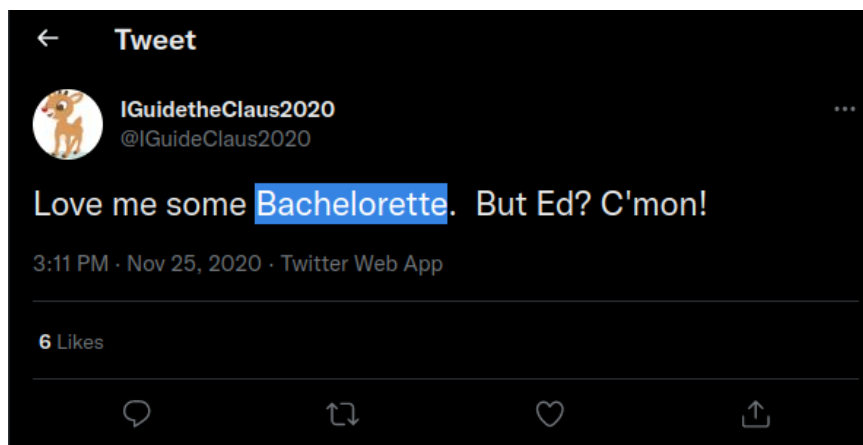 Tweet
IGuidetheClaus2020
@IGuideClaus2020
Love me some Bachelorette.  But Ed? C'mon!
3:11 PM · Nov 25, 2020 · Twitter Web App
6 Likes